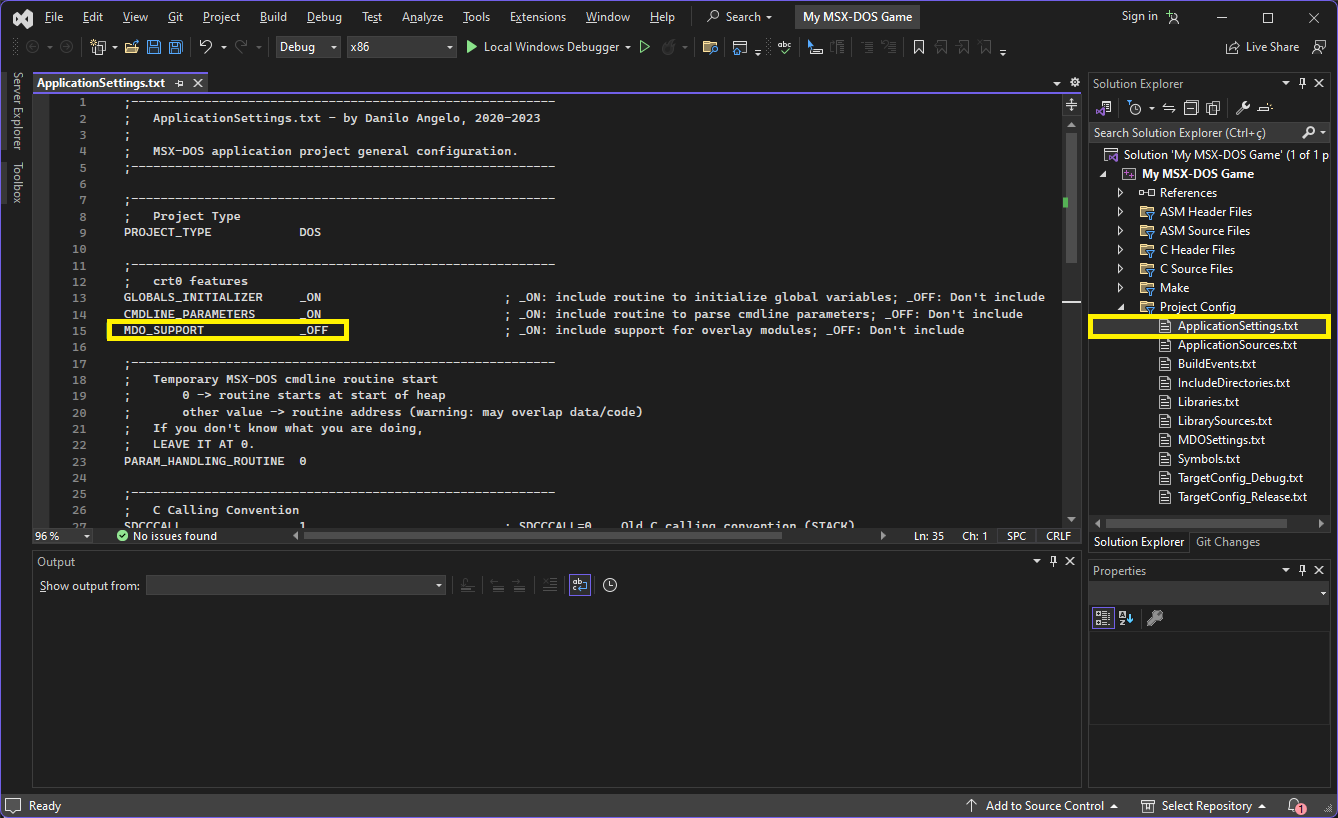 File Edit View Git Project Build Debug Test Analyze Tools Extensions Window Help Search My MSX-DOS Game Sign in
Debug x86 Local Windows Debugger Live Share
Server Explorer
Toolbox
ApplicationSettings.txt
1 ;----------------------------------------------------------
2 ; ApplicationSettings.txt - by Danilo Angelo, 2020-2023
3 ;
4 ; MSX-DOS application project general configuration.
5 ;----------------------------------------------------------
6
7 ;----------------------------------------------------------
8 ; Project Type
9 PROJECT_TYPE DOS
10
11 ;----------------------------------------------------------
12 ; crt0 features
13 GLOBALS_INITIALIZER _ON ; _ON: include routine to initialize global variables; _OFF: Don't include
14 CMDLINE_PARAMETERS _ON ; _ON: include routine to parse cmdline parameters; _OFF: Don't include
15 MDO_SUPPORT _OFF ; _ON: include support for overlay modules; _OFF: Don't include
16
17 ;----------------------------------------------------------
18 ; Temporary MSX-DOS cmdline routine start
19 ; 0 -> routine starts at start of heap
20 ; other value -> routine address (warning: may overlap data/code)
21 ; If you don't know what you are doing,
22 ; LEAVE IT AT 0.
23 PARAM_HANDLING_ROUTINE 0
24
25 ;----------------------------------------------------------
26 ; C Calling Convention
27 SDCCCALL 1 ; SDCCCALL=0 Old C calling convention (STACK)
96 % No issues found Ln: 35 Ch: 1 SPC CRLF
Output
Show output from:
Solution Explorer
Search Solution Explorer (Ctrl+ç)
Solution 'My MSX-DOS Game' (1 of 1 p
My MSX-DOS Game
References
ASM Header Files
ASM Source Files
C Header Files
C Source Files
Make
Project Config
ApplicationSettings.txt
ApplicationSources.txt
BuildEvents.txt
IncludeDirectories.txt
Libraries.txt
LibrarySources.txt
MDOSettings.txt
Symbols.txt
TargetConfig_Debug.txt
TargetConfig_Release.txt
Solution Explorer Git Changes
Properties
Ready Add to Source Control Select Repository 1